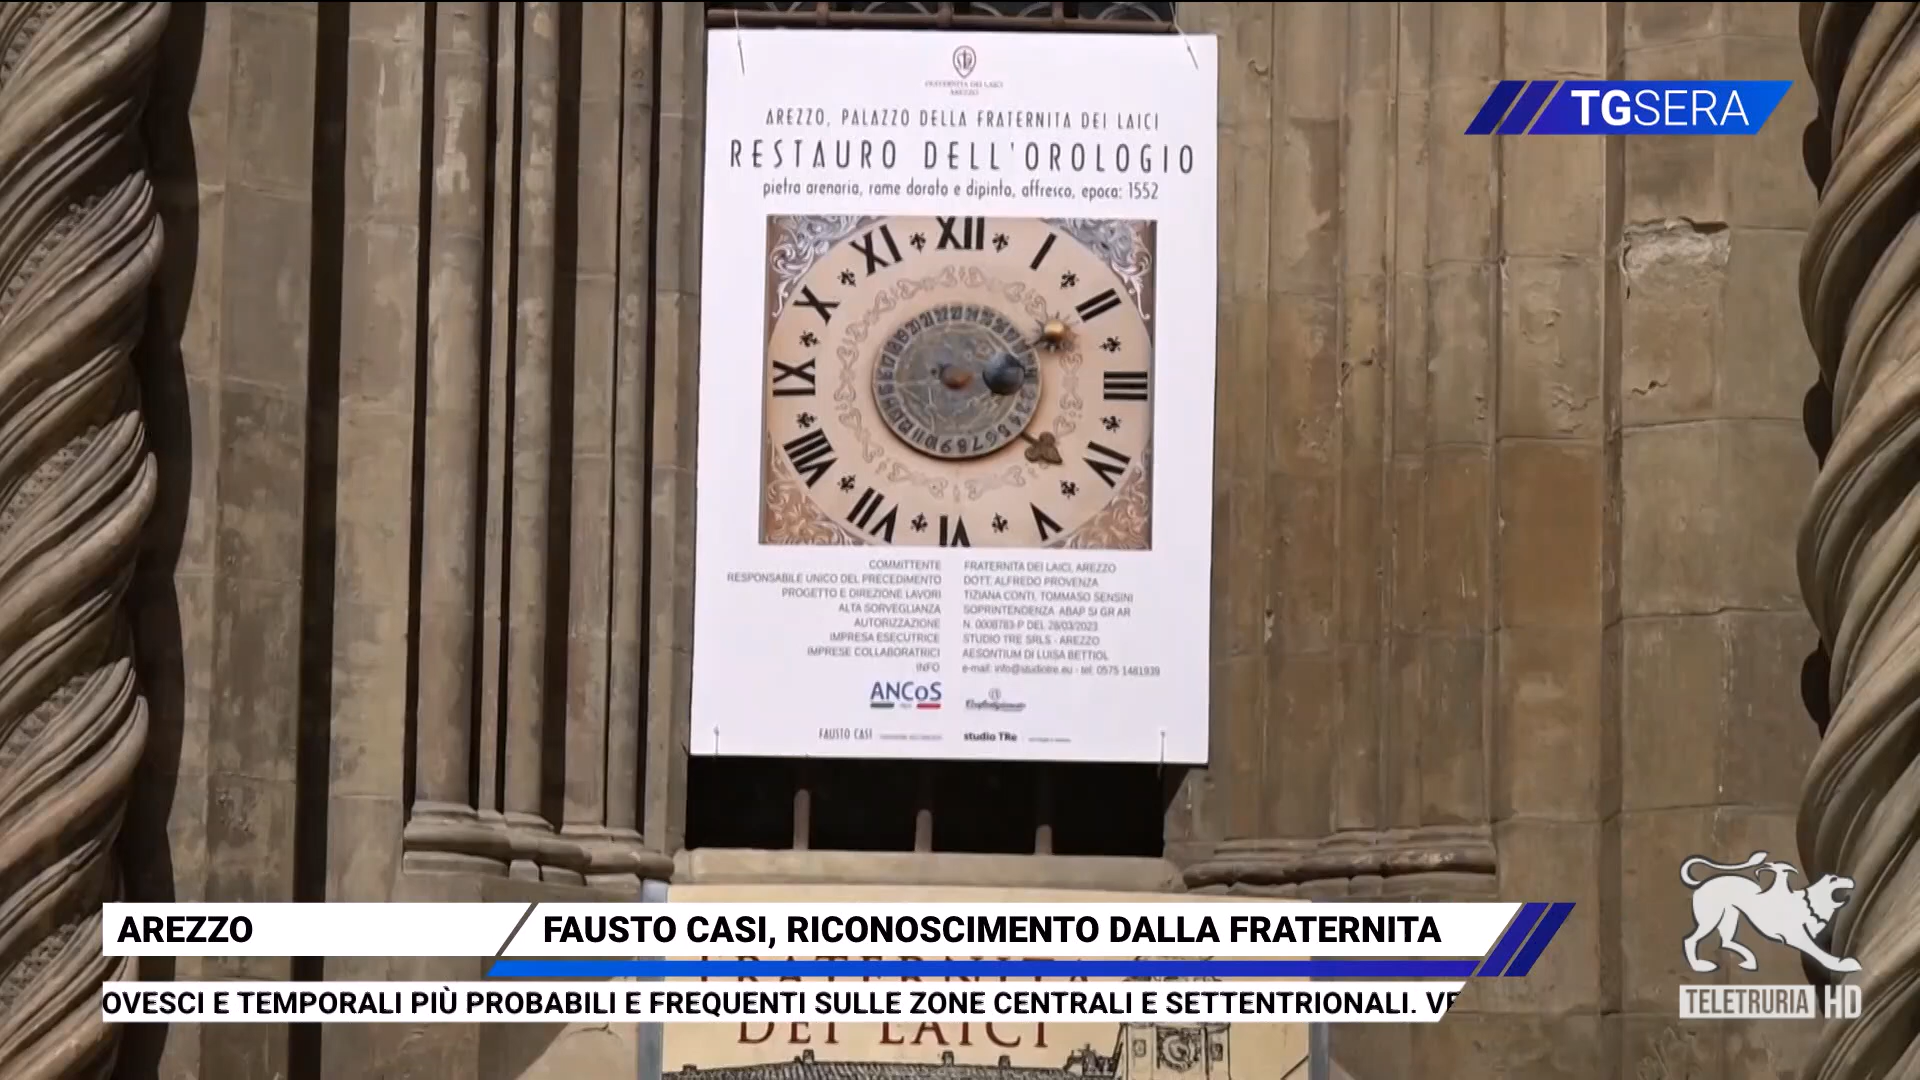 FRATERNITA DEI LAICI
AREZZO
AREZZO, PALAZZO DELLA FRATERNITA DEI LAICI
RESTAURO DELL'OROLOGIO
pietra arenaria, rame dorato e dipinto, affresco, epoca: 1552
TGSERA
XII
I
II
III
IV
V
VI
VII
VIII
IX
X
XI
COMMITTENTE FRATERNITA DEI LAICI, AREZZO
RESPONSABILE UNICO DEL PRECEDIMENTO DOTT. ALFREDO PROVENZA
PROGETTO E DIREZIONE LAVORI TIZIANA CONTI, TOMMASO SENSINI
ALTA SORVEGLIANZA SOPRINTENDENZA ABAP SI GR AR
AUTORIZZAZIONE N. 0008783-P DEL 28/03/2023
IMPRESA ESECUTRICE STUDIO TRE SRLS - AREZZO
IMPRESE COLLABORATRICI AESONTIUM DI LUISA BETTIOL
INFO e-mail: info@studiotre.eu - tel: 0575 1481939
ANCoS
FAUSTO CASI studio TRe
AREZZO
FAUSTO CASI, RICONOSCIMENTO DALLA FRATERNITA
FRATERNITA
OVESCI E TEMPORALI PIÙ PROBABILI E FREQUENTI SULLE ZONE CENTRALI E SETTENTRIONALI. VE
DEI LAICI
TELETRURIA HD